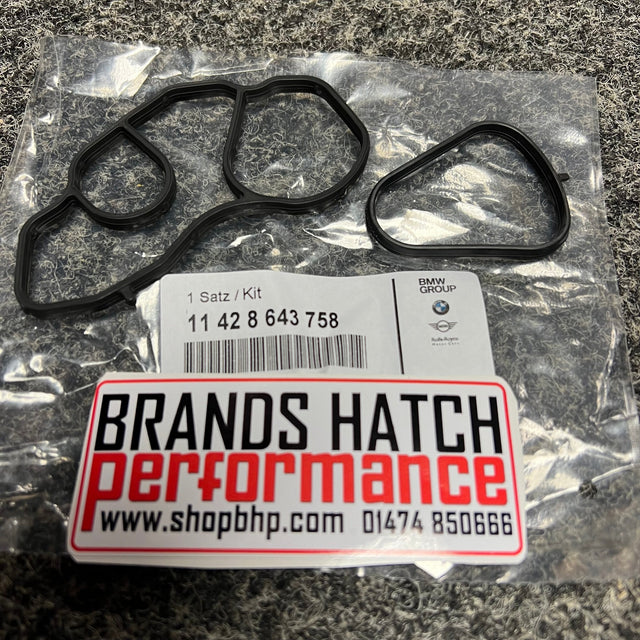 1 Satz / Kit
11 42 8 643 758
BMW
GROUP
MINI
Rolls-Royce
Motor Cars
BRANDS HATCH
performance
www.shopbhp.com 01474 850666